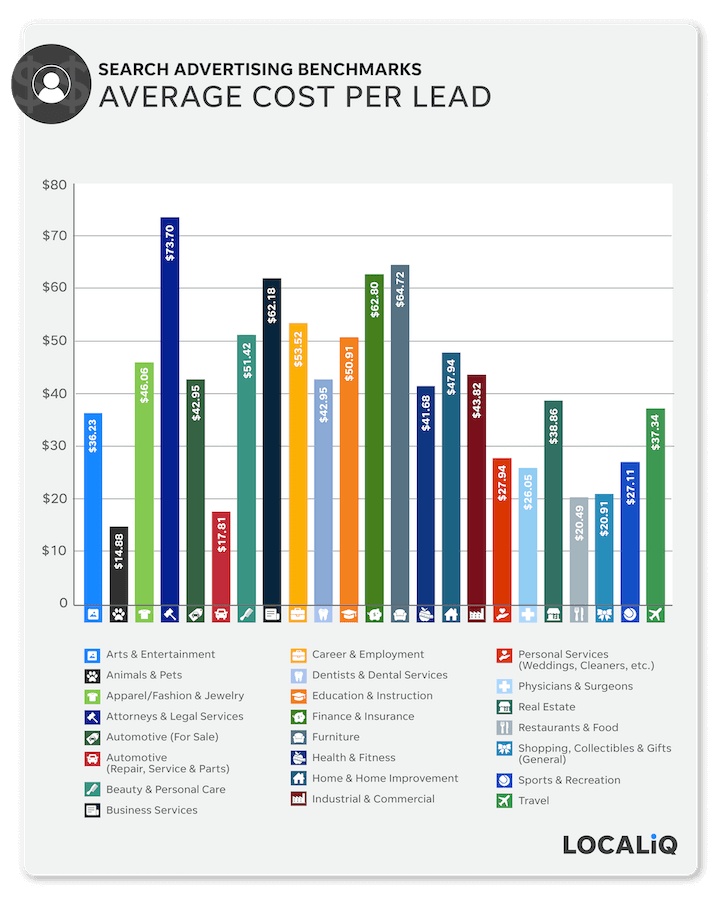 SEARCH ADVERTISING BENCHMARKS
AVERAGE COST PER LEAD
$80
$70
$60
$50
$40
$30
$20
$10
0
$36.23
$14.88
$46.06
$73.70
$42.95
$17.81
$51.42
$62.18
$53.52
$42.95
$50.91
$62.80
$64.72
$41.68
$47.94
$43.82
$27.94
$26.05
$38.86
$20.49
$20.91
$27.11
$37.34
Arts & Entertainment
Animals & Pets
Apparel/Fashion & Jewelry
Attorneys & Legal Services
Automotive (For Sale)
Automotive
(Repair, Service & Parts)
Beauty & Personal Care
Business Services
Career & Employment
Dentists & Dental Services
Education & Instruction
Finance & Insurance
Furniture
Health & Fitness
Home & Home Improvement
Industrial & Commercial
Personal Services
(Weddings, Cleaners, etc.)
Physicians & Surgeons
Real Estate
Restaurants & Food
Shopping, Collectibles & Gifts
(General)
Sports & Recreation
Travel
LOCALiQ